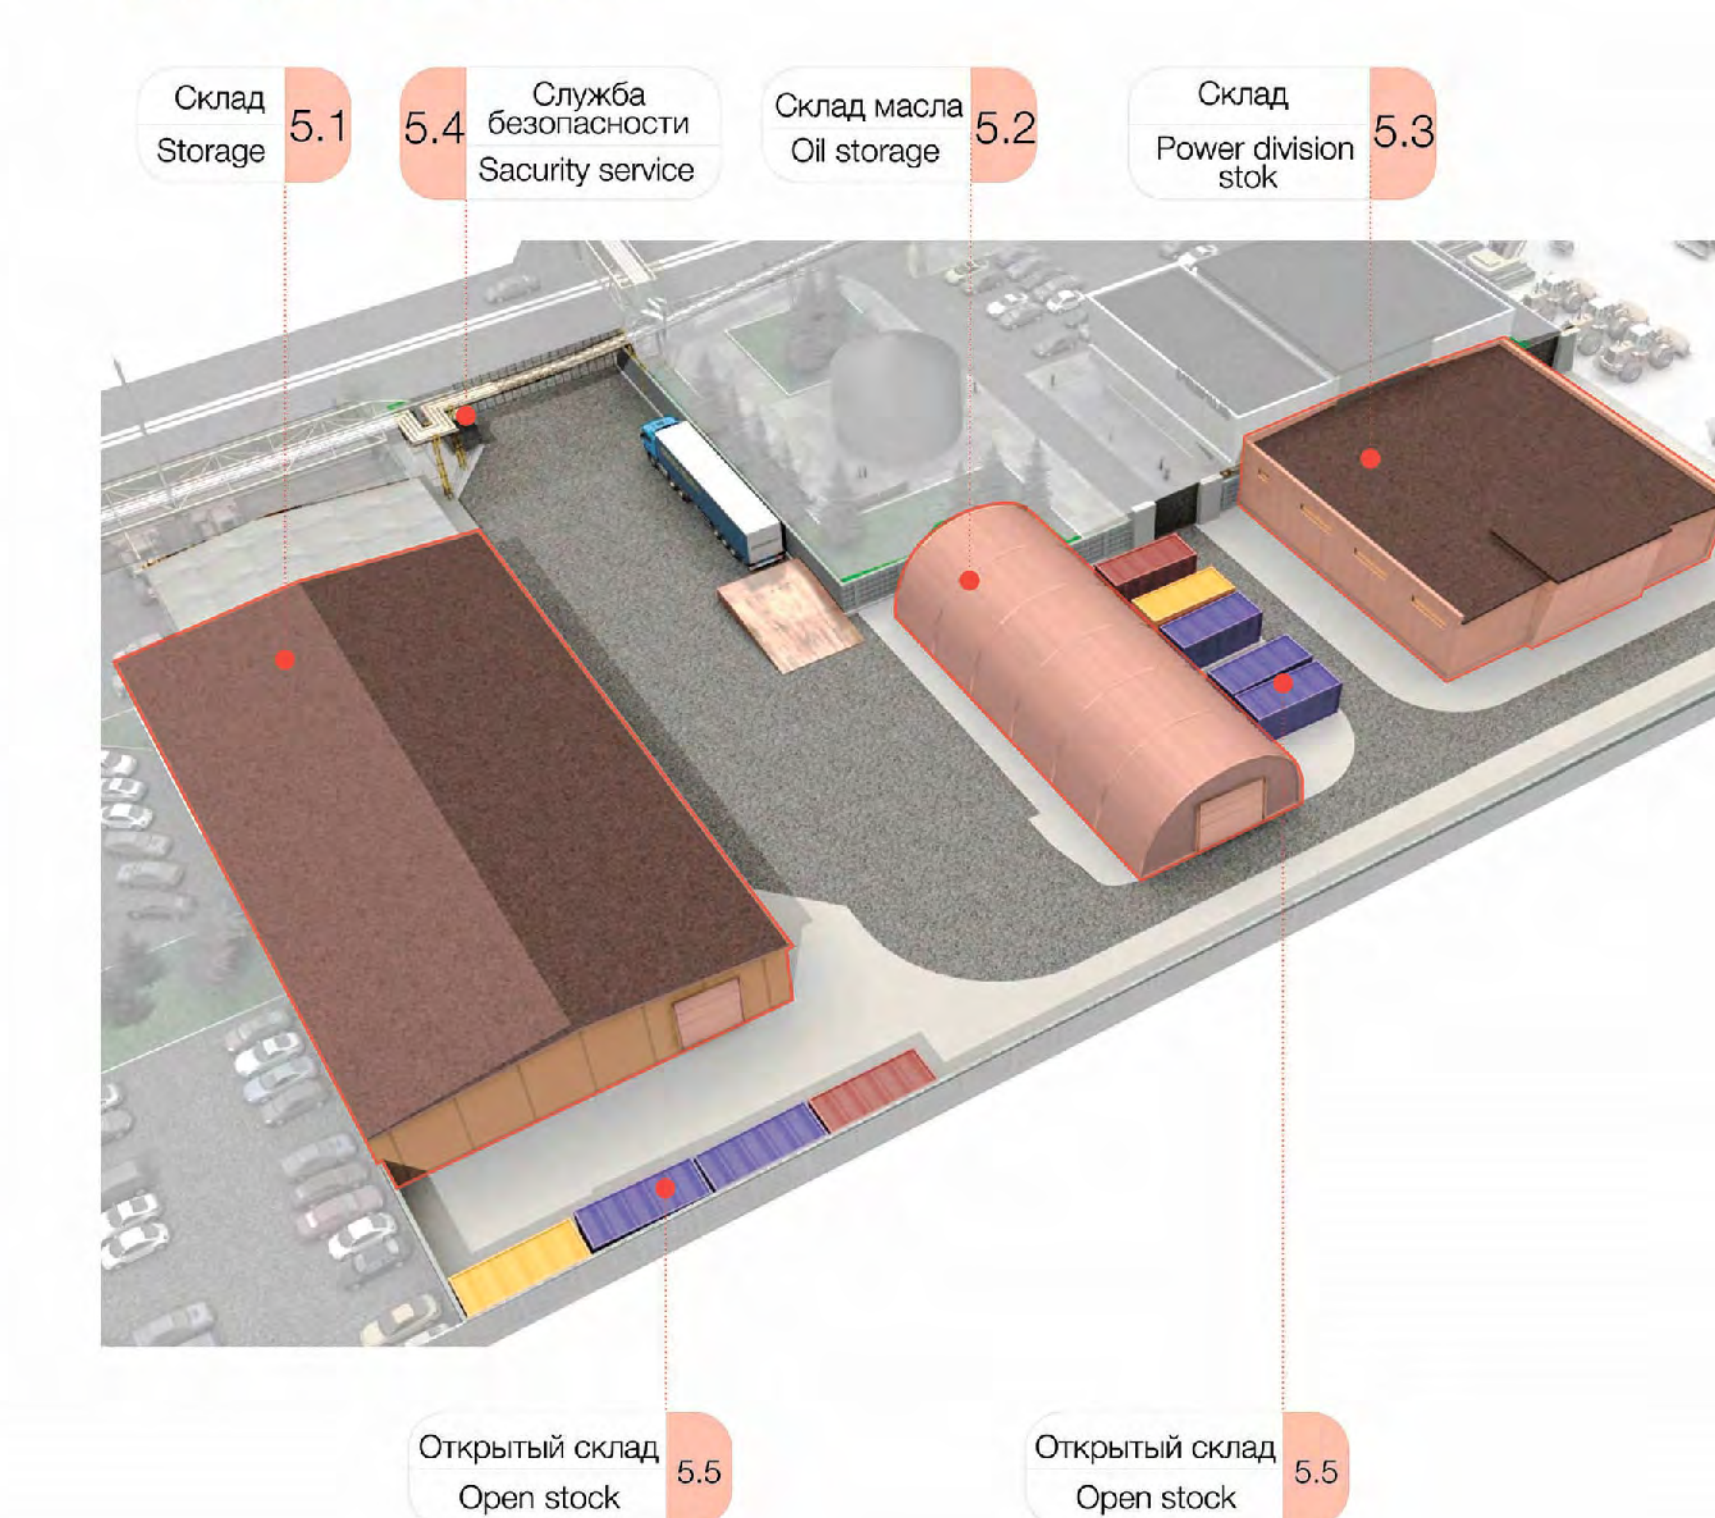 Склад
Storage
5.1
5.4
Служба
безопасности
Sacurity service
Склад масла
Oil storage
5.2
Склад
Power division
stok
5.3
Открытый склад
Open stock
5.5
Открытый склад
Open stock
5.5